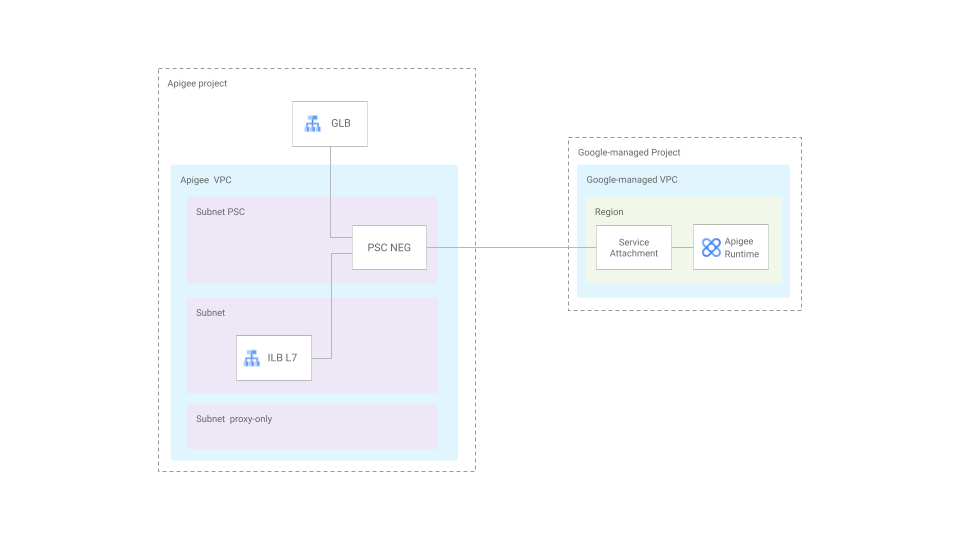 Apigee project
GLB
Apigee VPC
Subnet PSC
PSC NEG
Subnet
ILB L7
Subnet proxy-only
Google-managed Project
Google-managed VPC
Region
Service
Attachment
Apigee
Runtime